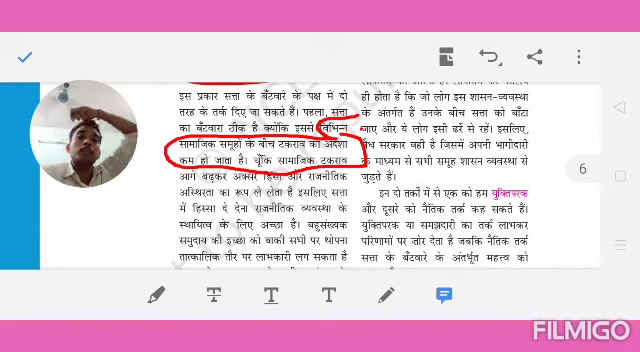 इस प्रकार सत्ता के बँटवारे के पक्ष में दो
तरह के तर्क दिए जा सकते हैं। पहला, सत्ता
का बँटवारा ठीक है क्योंकि इससे विभिन्न
सामाजिक समूहों के बीच टकराव का अंदेशा
कम हो जाता है। चूँकि सामाजिक टकराव
आगे बढ़कर अक्सर हिंसा और राजनीतिक
अस्थिरता का रूप ले लेता है इसलिए सत्ता
में हिस्सा दे देना राजनीतिक व्यवस्था के
स्थायित्व के लिए अच्छा है। बहुसंख्यक
समुदाय की इच्छा को बाकी सभी पर थोपना
तात्कालिक तौर पर लाभकारी लग सकता है
ही होता है कि जो लोग इस शासन-व्यवस्था
के अंतर्गत हैं उनके बीच सत्ता को बाँटा
जाए और ये लोग इसी ढर्रे से रहें। इसलिए,
वैध सरकार वही है जिसमें अपनी भागीदारी
के माध्यम से सभी समूह शासन व्यवस्था से
जुड़ते हैं।
इन दो तर्कों में से एक को हम युक्तिपरक
और दूसरे को नैतिक तर्क कह सकते हैं।
युक्तिपरक या समझदारी का तर्क लाभकर
परिणामों पर जोर देता है जबकि नैतिक तर्क
सत्ता के बँटवारे के अंतर्भूत महत्त्व को
6
T T T
FILMIGO